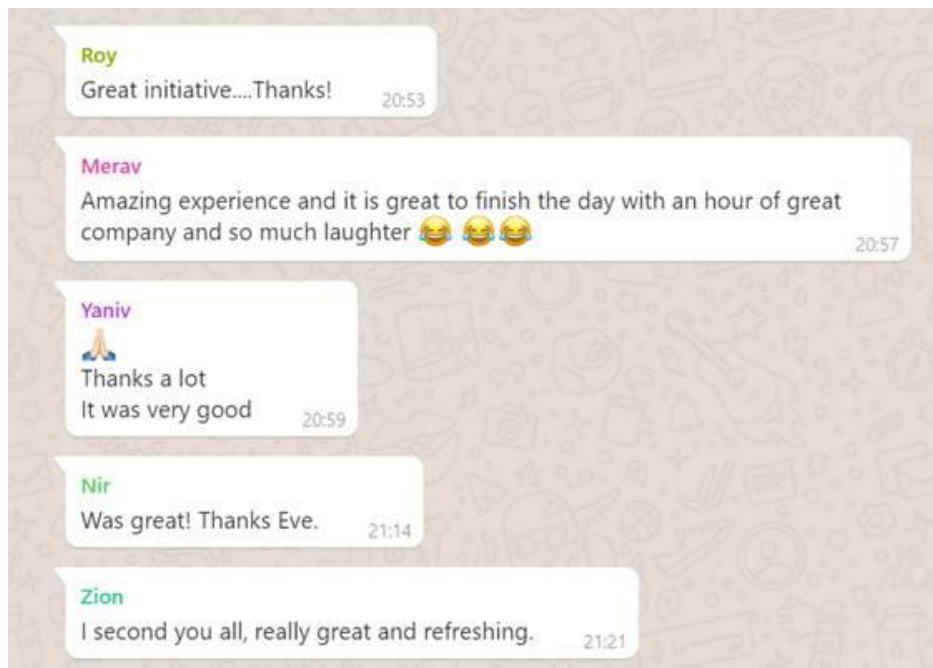 Roy
Great initiative....Thanks!
20:53
Merav
Amazing experience and it is great to finish the day with an hour of great
company and so much laughter 😂 😂😂
20:57
Yaniv
🙏🏻
Thanks a lot
It was very good
20:59
Nir
Was great! Thanks Eve.
21:14
Zion
I second you all, really great and refreshing.
21:21